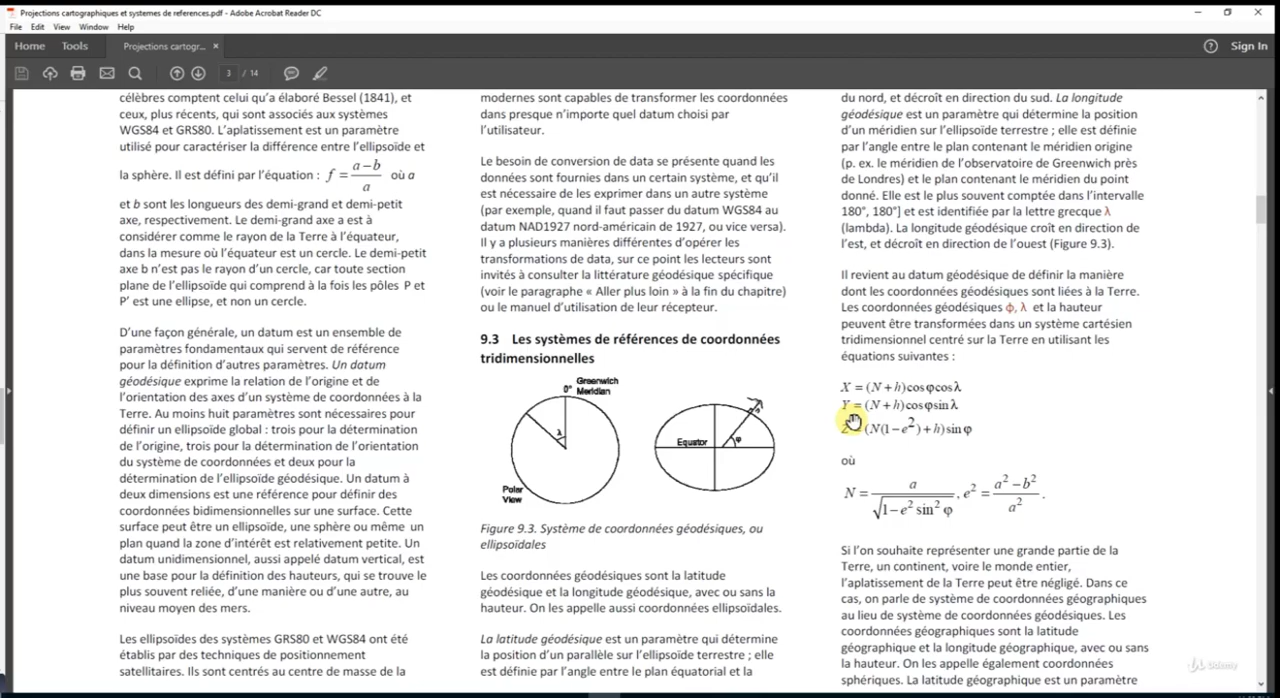 Projections cartographiques et systemes de references.pdf - Adobe Acrobat Reader DC
File Edit View Window Help
Home Tools Projections cartogr... × Sign In
3 / 14
célèbres comptent celui qu'a élaboré Bessel (1841), et
ceux, plus récents, qui sont associés aux systèmes
WGS84 et GRS80. L'aplatissement est un paramètre
utilisé pour caractériser la différence entre l'ellipsoïde et
la sphère. Il est défini par l'équation : f = (a − b) / a où a
et b sont les longueurs des demi-grand et demi-petit
axe, respectivement. Le demi-grand axe a est à
considérer comme le rayon de la Terre à l'équateur,
dans la mesure où l'équateur est un cercle. Le demi-petit
axe b n'est pas le rayon d'un cercle, car toute section
plane de l'ellipsoïde qui comprend à la fois les pôles P et
P' est une ellipse, et non un cercle.
D'une façon générale, un datum est un ensemble de
paramètres fondamentaux qui servent de référence
pour la définition d'autres paramètres. Un datum
géodésique exprime la relation de l'origine et de
l'orientation des axes d'un système de coordonnées à la
Terre. Au moins huit paramètres sont nécessaires pour
définir un ellipsoïde global : trois pour la détermination
de l'origine, trois pour la détermination de l'orientation
du système de coordonnées et deux pour la
détermination de l'ellipsoïde géodésique. Un datum à
deux dimensions est une référence pour définir des
coordonnées bidimensionnelles sur une surface. Cette
surface peut être un ellipsoïde, une sphère ou même un
plan quand la zone d'intérêt est relativement petite. Un
datum unidimensionnel, aussi appelé datum vertical, est
une base pour la définition des hauteurs, qui se trouve le
plus souvent reliée, d'une manière ou d'une autre, au
niveau moyen des mers.
Les ellipsoïdes des systèmes GRS80 et WGS84 ont été
établis par des techniques de positionnement
satellitaires. Ils sont centrés au centre de masse de la
modernes sont capables de transformer les coordonnées
dans presque n'importe quel datum choisi par
l'utilisateur.
Le besoin de conversion de data se présente quand les
données sont fournies dans un certain système, et qu'il
est nécessaire de les exprimer dans un autre système
(par exemple, quand il faut passer du datum WGS84 au
datum NAD1927 nord-américain de 1927, ou vice versa).
Il y a plusieurs manières différentes d'opérer les
transformations de data, sur ce point les lecteurs sont
invités à consulter la littérature géodésique spécifique
(voir le paragraphe « Aller plus loin » à la fin du chapitre)
ou le manuel d'utilisation de leur récepteur.
9.3 Les systèmes de références de coordonnées
tridimensionnelles
0° Greenwich
Meridian
λ
Polar
View
Equator φ
Figure 9.3. Système de coordonnées géodésiques, ou
ellipsoïdales
Les coordonnées géodésiques sont la latitude
géodésique et la longitude géodésique, avec ou sans la
hauteur. On les appelle aussi coordonnées ellipsoïdales.
La latitude géodésique est un paramètre qui détermine
la position d'un parallèle sur l'ellipsoïde terrestre ; elle
est définie par l'angle entre le plan équatorial et la
du nord, et décroît en direction du sud. La longitude
géodésique est un paramètre qui détermine la position
d'un méridien sur l'ellipsoïde terrestre ; elle est définie
par l'angle entre le plan contenant le méridien origine
(p. ex. le méridien de l'observatoire de Greenwich près
de Londres) et le plan contenant le méridien du point
donné. Elle est le plus souvent comptée dans l'intervalle
180°, 180°] et est identifiée par la lettre grecque λ
(lambda). La longitude géodésique croît en direction de
l'est, et décroît en direction de l'ouest (Figure 9.3).
Il revient au datum géodésique de définir la manière
dont les coordonnées géodésiques sont liées à la Terre.
Les coordonnées géodésiques ϕ, λ et la hauteur
peuvent être transformées dans un système cartésien
tridimensionnel centré sur la Terre en utilisant les
équations suivantes :
X = (N + h)cosφcosλ
Y = (N + h)cosφsinλ
Z = (N(1 − e²) + h)sinφ
où
N = a / √(1 − e² sin² φ) , e² = (a² − b²) / a² .
Si l'on souhaite représenter une grande partie de la
Terre, un continent, voire le monde entier,
l'aplatissement de la Terre peut être négligé. Dans ce
cas, on parle de système de coordonnées géographiques
au lieu de système de coordonnées géodésiques. Les
coordonnées géographiques sont la latitude
géographique et la longitude géographique, avec ou sans
la hauteur. On les appelle également coordonnées
sphériques. La latitude géographique est un paramètre
Udemy